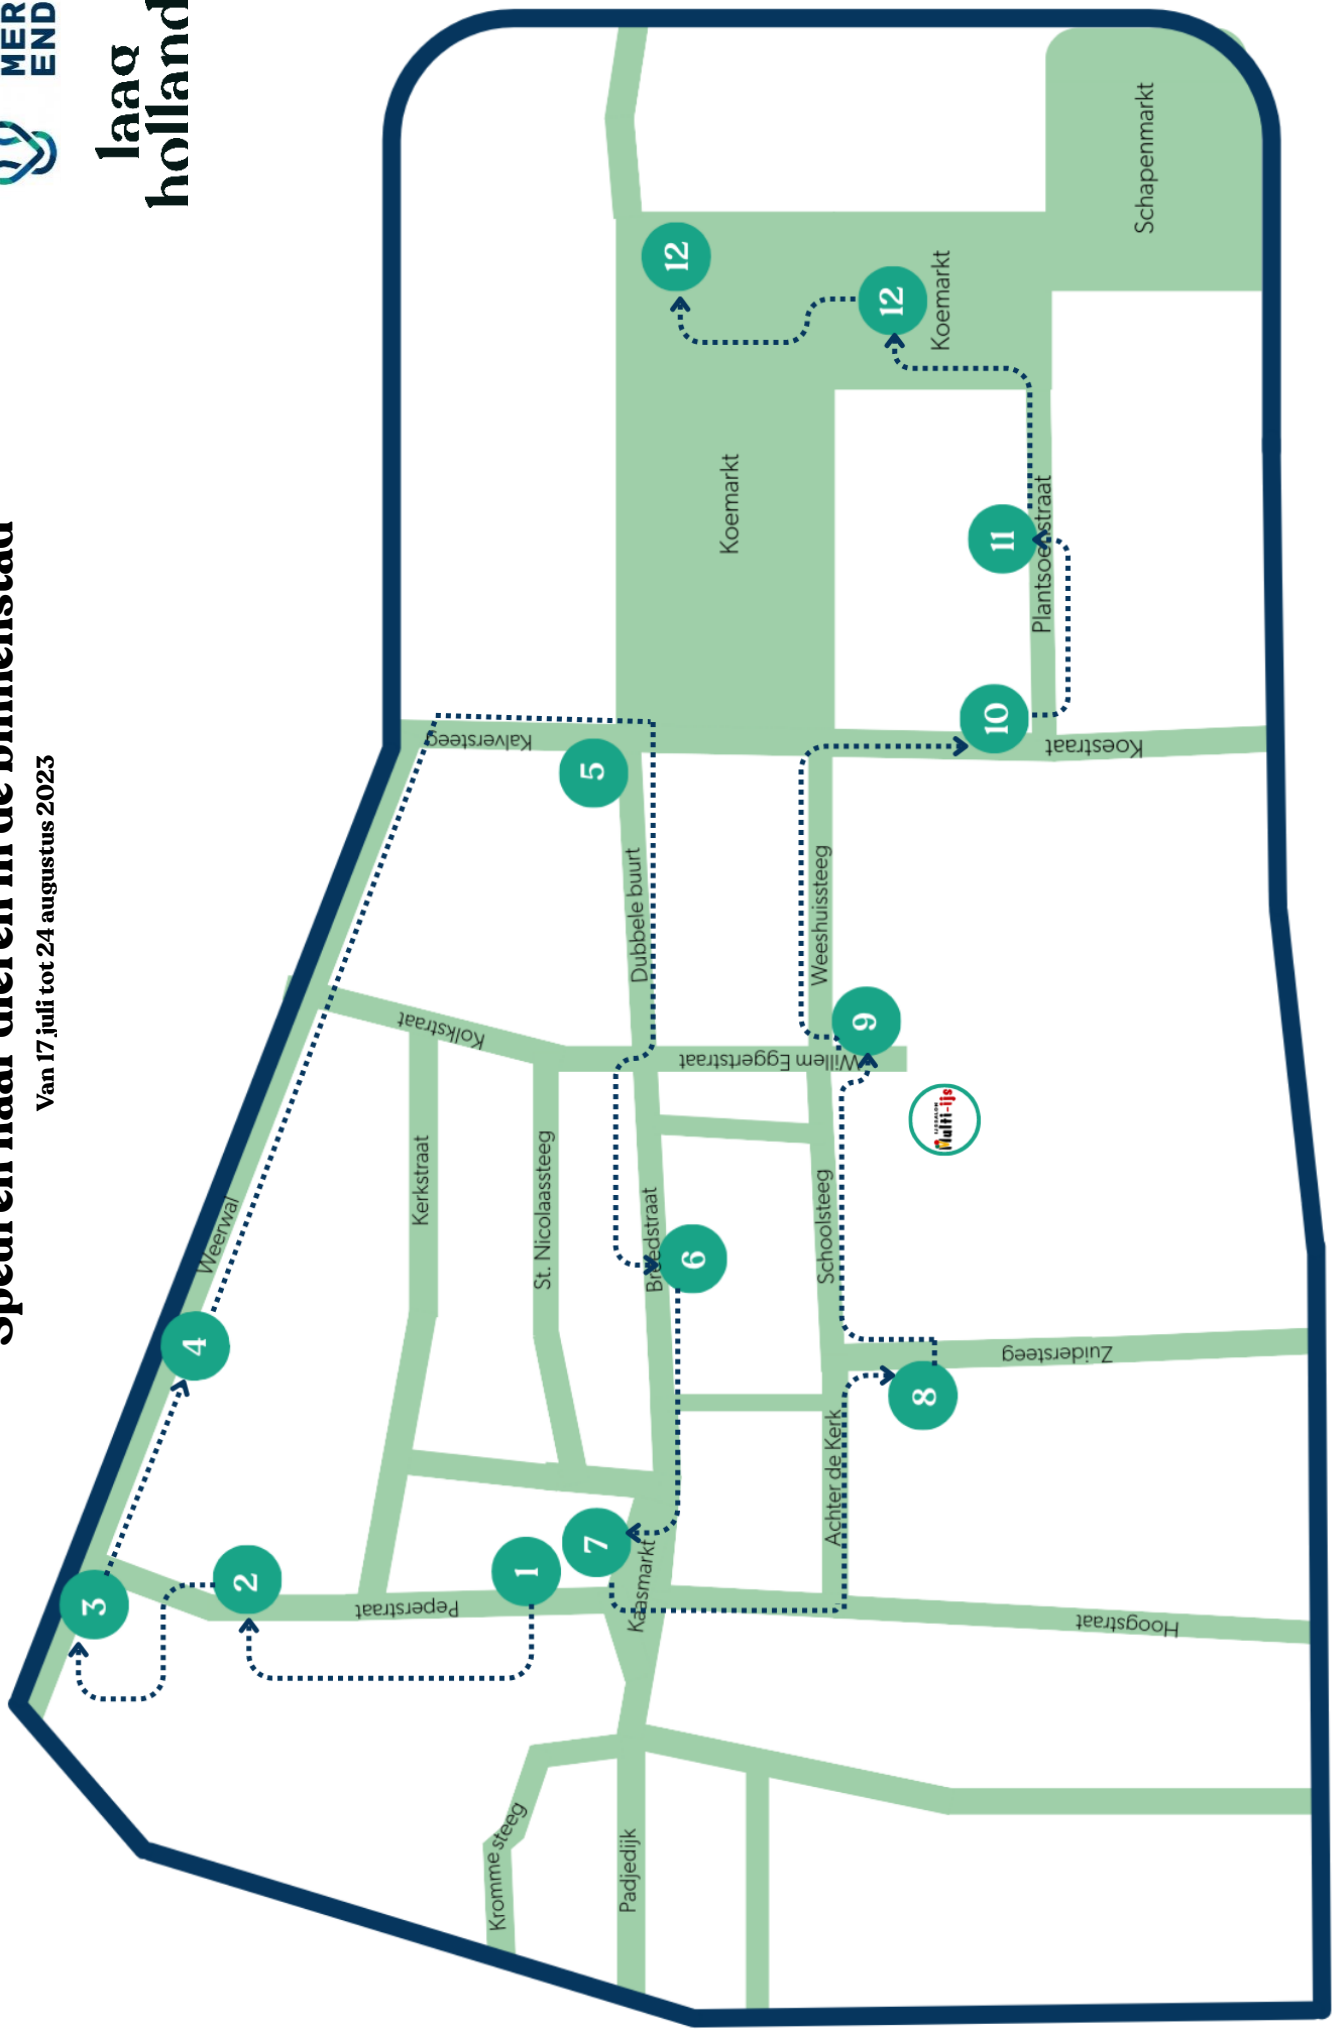 Speuren naar dieren in de binnenstad
Van 17 juli tot 24 augustus 2023
MER
END
laag
holland
3
4
Weerwal
2
Peperstraat
Kerkstraat
Kolkstraat
Kalversteeg
Kromme steeg
1
St. Nicolaassteeg
7
5
Padjedijk
Kaasmarkt
Breedstraat
Dubbele buurt
6
12
Koemarkt
Willem Eggertstraat
Achter de Kerk
Schoolsteeg
Weeshuissteeg
9
12
Koemarkt
8
Multi-ijs
10
11
Zuidersteeg
Plantsoenstraat
Koestraat
Hoogstraat
Schapenmarkt